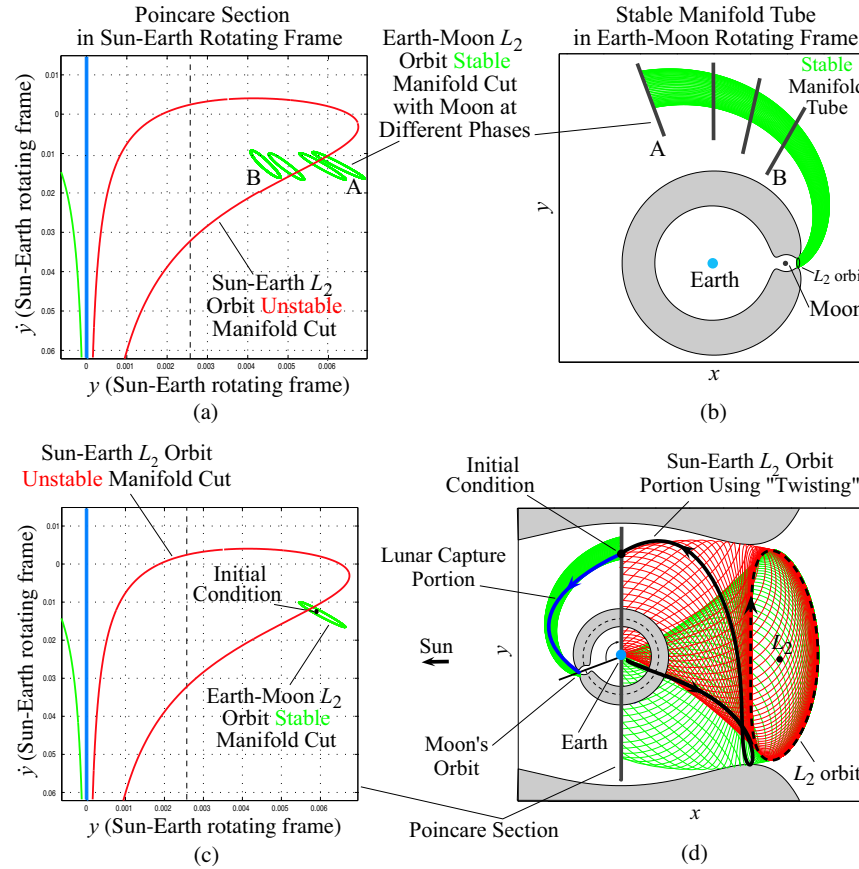 Poincare Section
in Sun-Earth Rotating Frame
Earth-Moon L2
Orbit Stable
Manifold Cut
with Moon at
Different Phases
Stable Manifold Tube
in Earth-Moon Rotating Frame
0.01
0
0.01
0.02
0.03
0.04
0.05
0.06
ẏ (Sun-Earth rotating frame)
B
A
Sun-Earth L2
Orbit Unstable
Manifold Cut
0
0.001
0.002
0.003
0.004
0.005
0.006
y (Sun-Earth rotating frame)
(a)
Stable
Manifold
Tube
A
B
y
Earth
L2 orbit
Moon
x
(b)
Sun-Earth L2 Orbit
Unstable Manifold Cut
0.01
0
0.01
0.02
0.03
0.04
0.05
0.06
ẏ (Sun-Earth rotating frame)
Initial
Condition
Earth-Moon L2
Orbit Stable
Manifold Cut
0
0.001
0.002
0.003
0.004
0.005
0.006
y (Sun-Earth rotating frame)
(c)
Initial
Condition
Sun-Earth L2 Orbit
Portion Using "Twisting"
Lunar Capture
Portion
Sun
y
L2
Moon's
Orbit
Earth
L2 orbit
Poincare Section
x
(d)